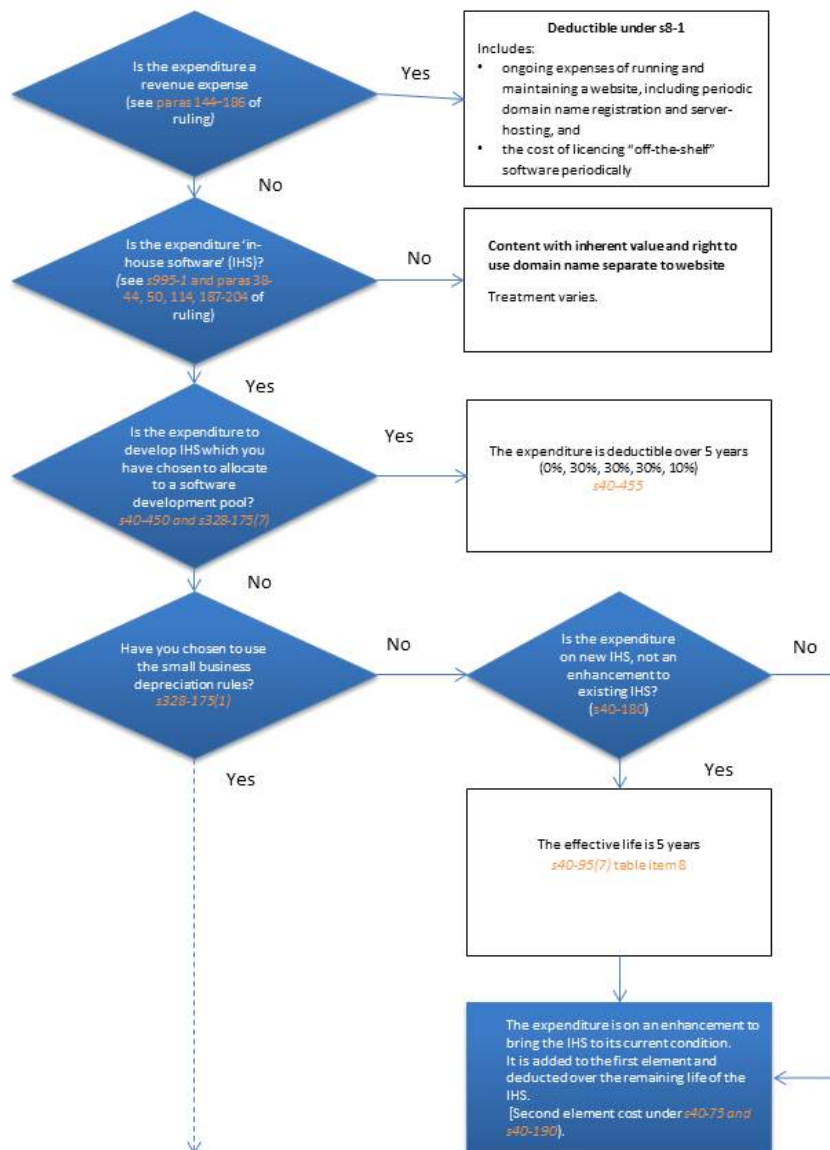 Is the expenditure a
revenue expense
(see paras 144–186 of
ruling)
Yes
Deductible under s8-1
Includes:
• ongoing expenses of running and
maintaining a website, including periodic
domain name registration and server-
hosting, and
• the cost of licencing “off-the-shelf”
software periodically
No
Is the expenditure ‘in-
house software’ (IHS)?
(see s995-1 and paras 38-
44, 50, 114, 187-204 of
ruling)
No
Content with inherent value and right to
use domain name separate to website
Treatment varies.
Yes
Is the expenditure to
develop IHS which you
have chosen to allocate
to a software
development pool?
s40-450 and s328-175(7)
Yes
The expenditure is deductible over 5 years
(0%, 30%, 30%, 30%, 10%)
s40-455
No
Have you chosen to use
the small business
depreciation rules?
s328-175(1)
No
Is the expenditure
on new IHS, not an
enhancement to
existing IHS?
(s40-180)
No
Yes
Yes
The effective life is 5 years
s40-95(7) table item 8
The expenditure is on an enhancement to
bring the IHS to its current condition.
It is added to the first element and
deducted over the remaining life of the
IHS.
[Second element cost under s40-75 and
s40-190).